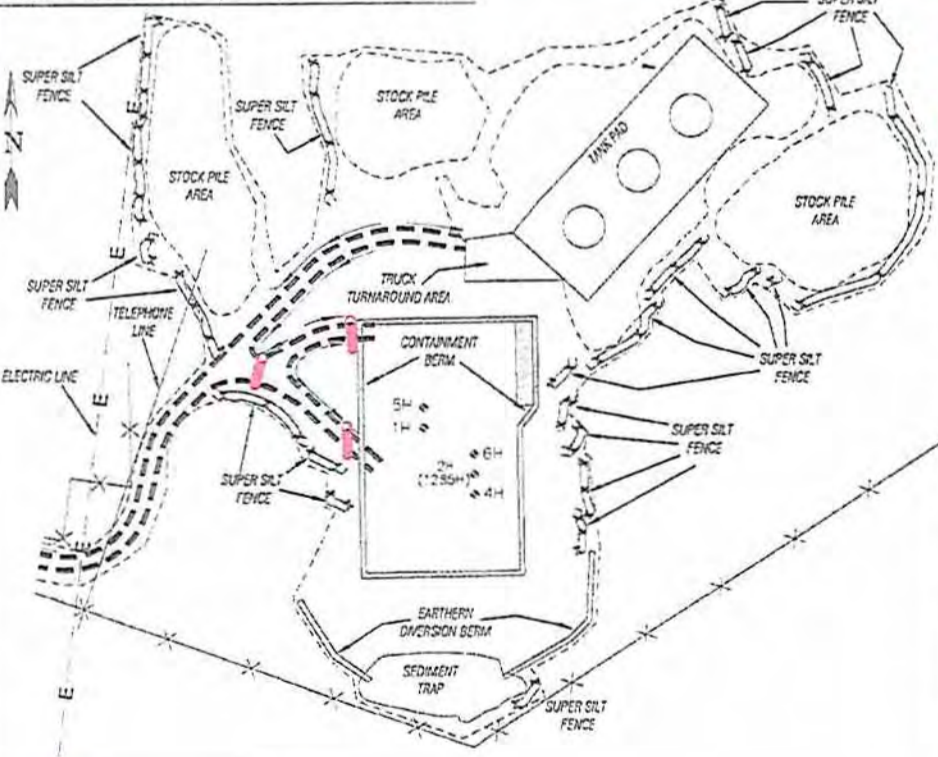 SUPER SILT
FENCE
SUPER SILT
FENCE
N
E
SUPER SILT
FENCE
STOCK PILE
AREA
TANK PAD
STOCK PILE
AREA
STOCK PILE
AREA
E
SUPER SILT
FENCE
TELEPHONE
LINE
TRUCK
TURNAROUND AREA
CONTAINMENT
BERM
SUPER SILT
FENCE
ELECTRIC LINE
E
5H
1H
6H
2H
(1285H)
4H
SUPER SILT
FENCE
SUPER SILT
FENCE
E
EARTHERN
DIVERSION BERM
SEDIMENT
TRAP
E
SUPER SILT
FENCE